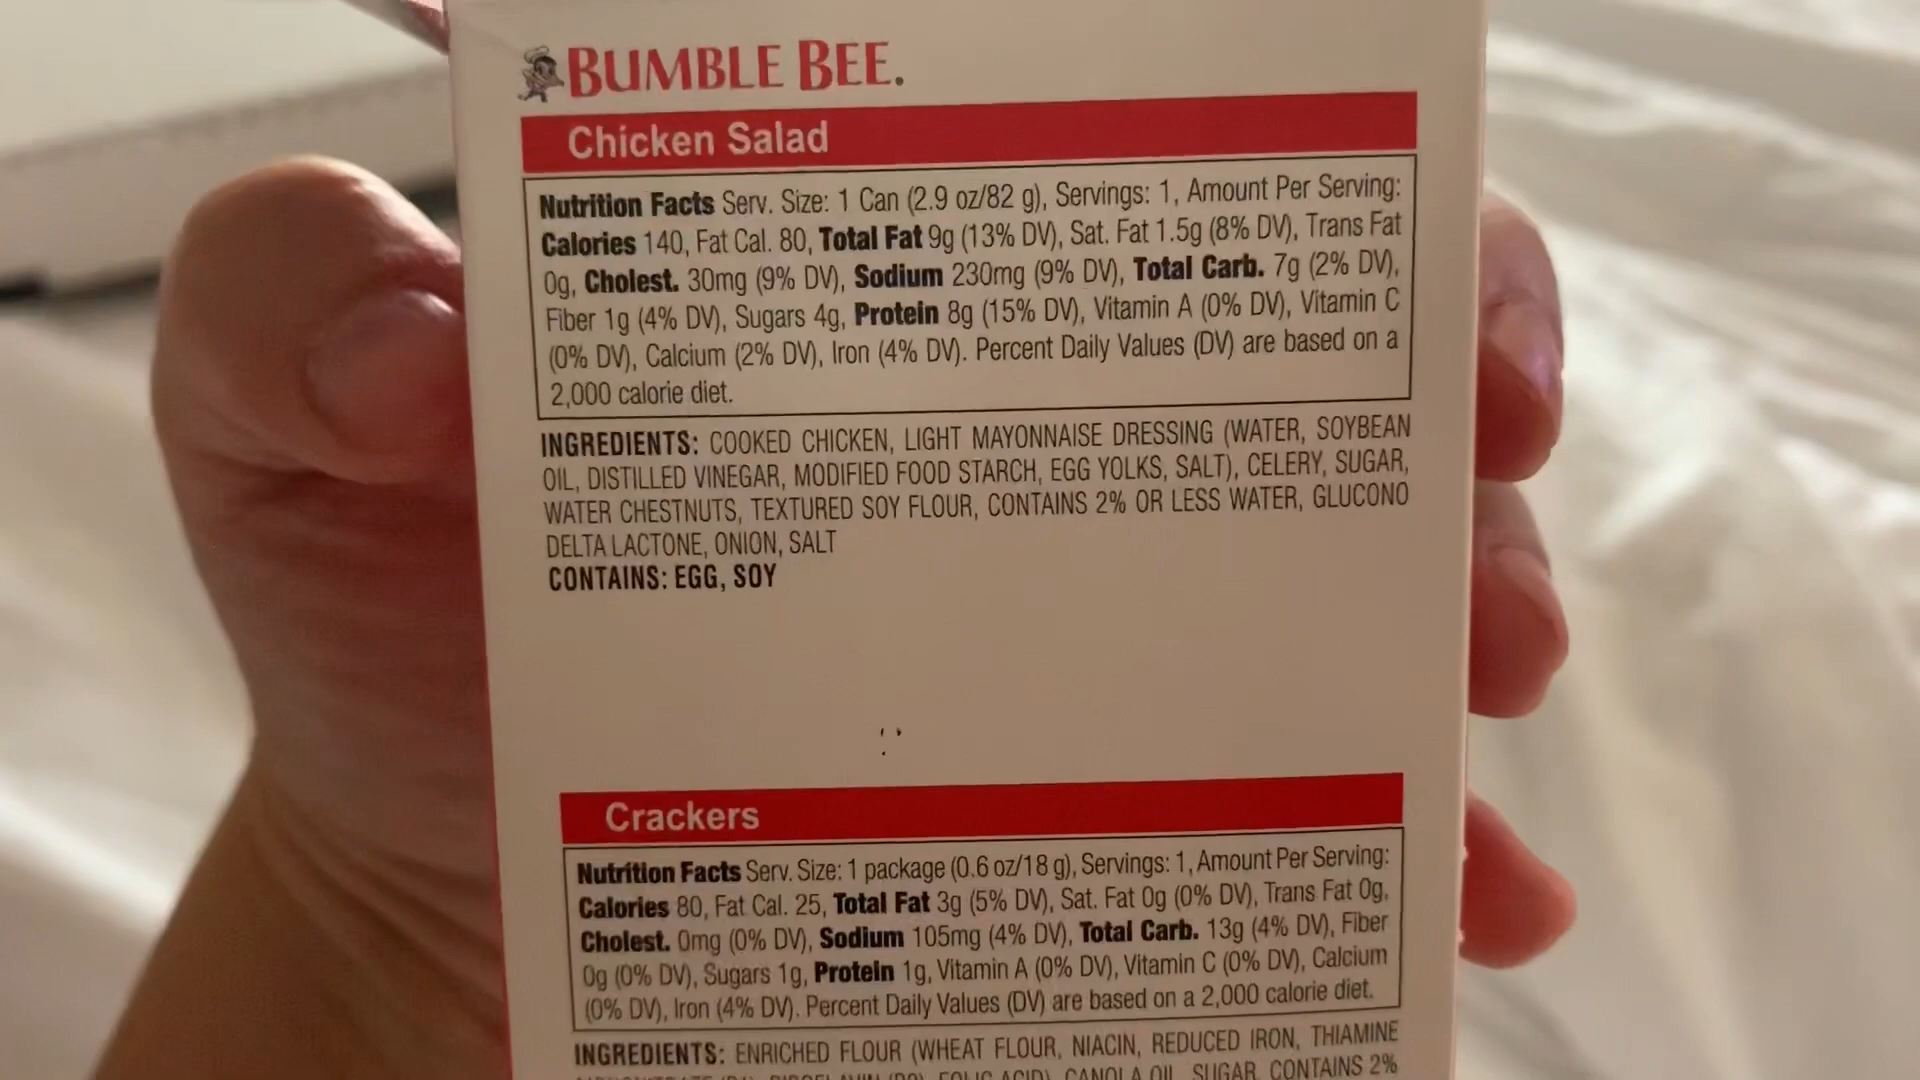 BUMBLE BEE.
Chicken Salad
Nutrition Facts Serv. Size: 1 Can (2.9 oz/82 g), Servings: 1, Amount Per Serving:
Calories 140, Fat Cal. 80, Total Fat 9g (13% DV), Sat. Fat 1.5g (8% DV), Trans Fat
0g, Cholest. 30mg (9% DV), Sodium 230mg (9% DV), Total Carb. 7g (2% DV),
Fiber 1g (4% DV), Sugars 4g, Protein 8g (15% DV), Vitamin A (0% DV), Vitamin C
(0% DV), Calcium (2% DV), Iron (4% DV). Percent Daily Values (DV) are based on a
2,000 calorie diet.
INGREDIENTS: COOKED CHICKEN, LIGHT MAYONNAISE DRESSING (WATER, SOYBEAN
OIL, DISTILLED VINEGAR, MODIFIED FOOD STARCH, EGG YOLKS, SALT), CELERY, SUGAR,
WATER CHESTNUTS, TEXTURED SOY FLOUR, CONTAINS 2% OR LESS WATER, GLUCONO
DELTA LACTONE, ONION, SALT
CONTAINS: EGG, SOY
Crackers
Nutrition Facts Serv. Size: 1 package (0.6 oz/18 g), Servings: 1, Amount Per Serving:
Calories 80, Fat Cal. 25, Total Fat 3g (5% DV), Sat. Fat 0g (0% DV), Trans Fat 0g,
Cholest. 0mg (0% DV), Sodium 105mg (4% DV), Total Carb. 13g (4% DV), Fiber
0g (0% DV), Sugars 1g, Protein 1g, Vitamin A (0% DV), Vitamin C (0% DV), Calcium
(0% DV), Iron (4% DV). Percent Daily Values (DV) are based on a 2,000 calorie diet.
INGREDIENTS: ENRICHED FLOUR (WHEAT FLOUR, NIACIN, REDUCED IRON, THIAMINE
FOLIC ACID), CANOLA OIL, SUGAR, CONTAINS 2%